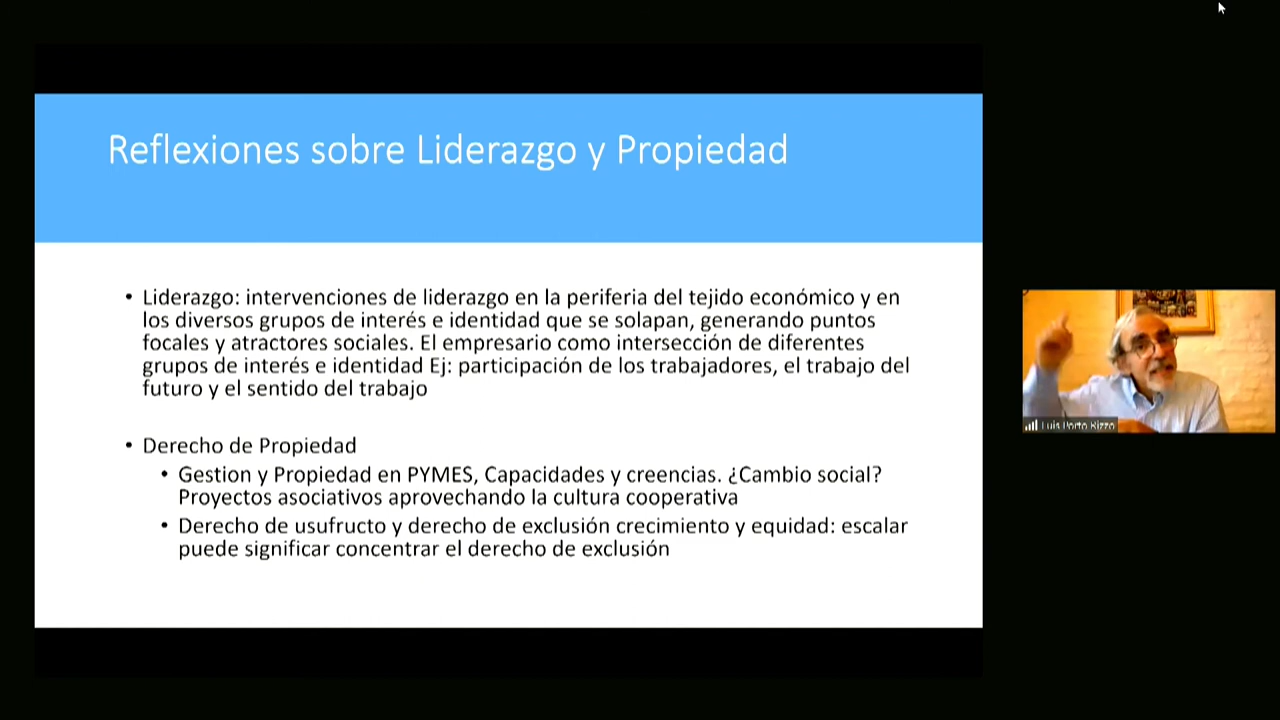 Reflexiones sobre Liderazgo y Propiedad
• Liderazgo: intervenciones de liderazgo en la periferia del tejido económico y en
los diversos grupos de interés e identidad que se solapan, generando puntos
focales y atractores sociales. El empresario como intersección de diferentes
grupos de interés e identidad Ej: participación de los trabajadores, el trabajo del
futuro y el sentido del trabajo
• Derecho de Propiedad
• Gestion y Propiedad en PYMES, Capacidades y creencias. ¿Cambio social?
Proyectos asociativos aprovechando la cultura cooperativa
• Derecho de usufructo y derecho de exclusión crecimiento y equidad: escalar
puede significar concentrar el derecho de exclusión
Luis Porto Rizzo